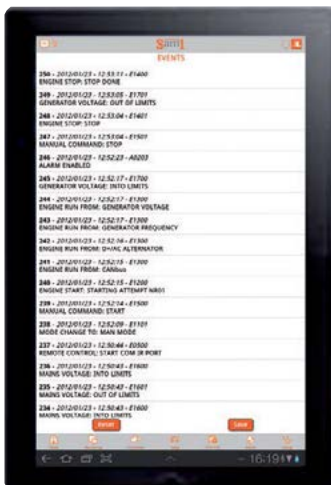 Sam1
EVENTS
250 - 2012/01/23 - 12:53:11 - E1400
ENGINE STOP: STOP DONE
249 - 2012/01/23 - 12:53:05 - E1701
GENERATOR VOLTAGE: OUT OF LIMITS
248 - 2012/01/23 - 12:53:04 - E1401
ENGINE STOP: STOP
247 - 2012/01/23 - 12:53:04 - E1501
MANUAL COMMAND: STOP
246 - 2012/01/23 - 12:52:23 - A0203
ALARM ENABLED
245 - 2012/01/23 - 12:52:17 - E1700
GENERATOR VOLTAGE: INTO LIMITS
244 - 2012/01/23 - 12:52:17 - E1300
ENGINE RUN FROM: GENERATOR VOLTAGE
243 - 2012/01/23 - 12:52:17 - E1300
ENGINE RUN FROM: GENERATOR FREQUENCY
242 - 2012/01/23 - 12:52:16 - E1300
ENGINE RUN FROM: D+/AC ALTERNATOR
241 - 2012/01/23 - 12:52:15 - E1300
ENGINE RUN FROM: CANbus
240 - 2012/01/23 - 12:52:15 - E1200
ENGINE START: STARTING ATTEMPT NR01
239 - 2012/01/23 - 12:52:14 - E1500
MANUAL COMMAND: START
238 - 2012/01/23 - 12:52:09 - E1101
MODE CHANGE TO: MAN MODE
237 - 2012/01/23 - 12:50:44 - E0500
REMOTE CONTROL: START COM IR PORT
236 - 2012/01/23 - 12:50:43 - E1600
MAINS VOLTAGE: INTO LIMITS
235 - 2012/01/23 - 12:50:43 - E1601
MAINS VOLTAGE: OUT OF LIMITS
234 - 2012/01/23 - 12:50:43 - E1600
MAINS VOLTAGE: INTO LIMITS
Reset
Save
16:19